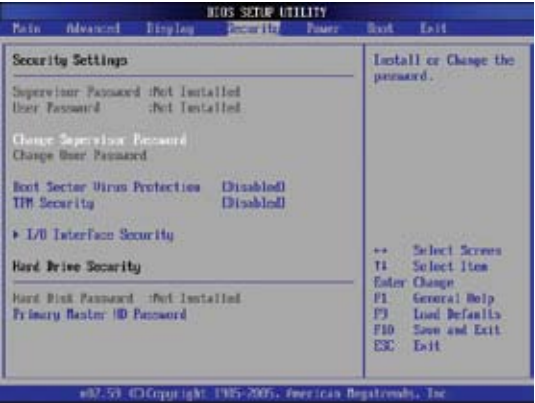 BIOS SETUP UTILITY
Main Advanced Display Security Power Boot Exit
Security Settings
Supervisor Password :Not Installed
User Password :Not Installed
Change Supervisor Password
Change User Password
Boot Sector Virus Protection [Disabled]
TPM Security [Disabled]
▶ I/O Interface Security
Hard Drive Security
Hard Disk Password :Not Installed
Primary Master HD Password
Install or Change the
password.
↔ Select Screen
↑↓ Select Item
Enter Change
F1 General Help
F9 Load Defaults
F10 Save and Exit
ESC Exit
v02.59 (C)Copyright 1985-2005, American Megatrends, Inc